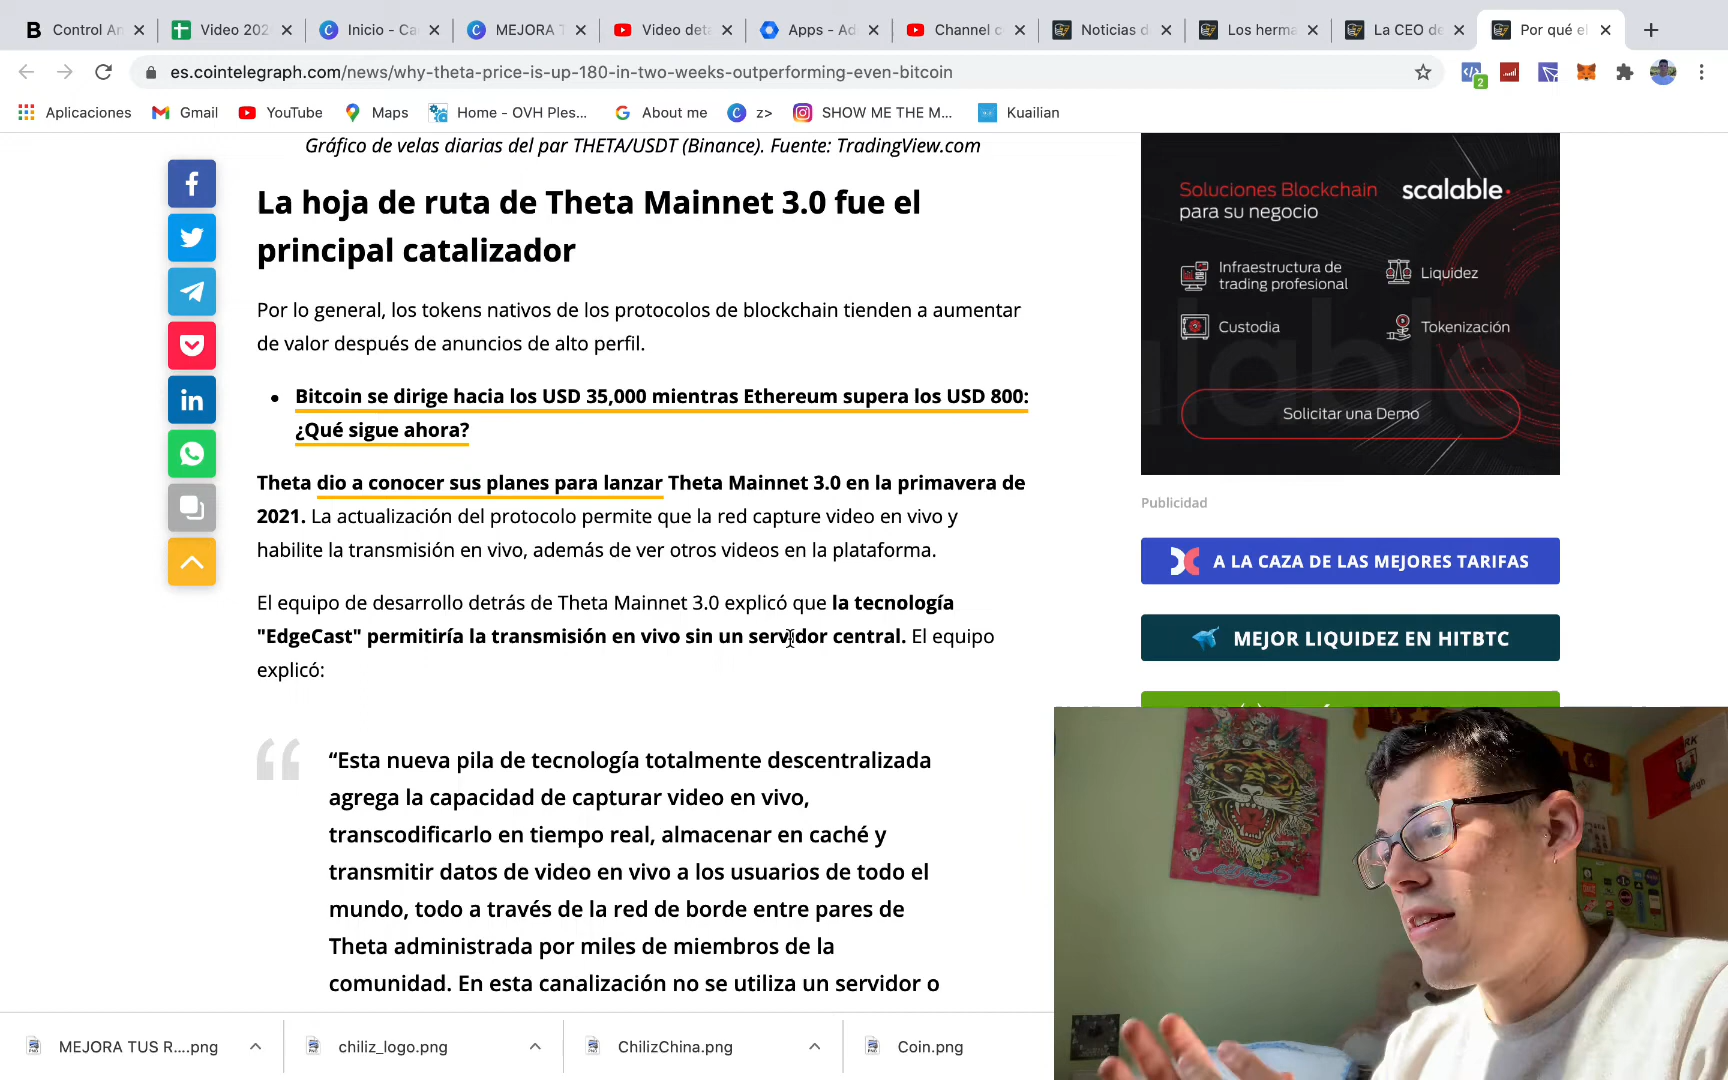 Control An
Video 202
Inicio - Ca
MEJORA T
Video deta
Apps - Ad
Channel c
Noticias d
Los herma
La CEO de
Por qué el
es.cointelegraph.com/news/why-theta-price-is-up-180-in-two-weeks-outperforming-even-bitcoin
2
Aplicaciones
Gmail
YouTube
Maps
Home - OVH Ples...
About me
z>
SHOW ME THE M...
Kuailian
Gráfico de velas diarias del par THETA/USDT (Binance). Fuente: TradingView.com
La hoja de ruta de Theta Mainnet 3.0 fue el
principal catalizador
Por lo general, los tokens nativos de los protocolos de blockchain tienden a aumentar
de valor después de anuncios de alto perfil.
Bitcoin se dirige hacia los USD 35,000 mientras Ethereum supera los USD 800:
¿Qué sigue ahora?
Theta dio a conocer sus planes para lanzar Theta Mainnet 3.0 en la primavera de
2021. La actualización del protocolo permite que la red capture video en vivo y
habilite la transmisión en vivo, además de ver otros videos en la plataforma.
El equipo de desarrollo detrás de Theta Mainnet 3.0 explicó que la tecnología
"EdgeCast" permitiría la transmisión en vivo sin un servidor central. El equipo
explicó:
“Esta nueva pila de tecnología totalmente descentralizada
agrega la capacidad de capturar video en vivo,
transcodificarlo en tiempo real, almacenar en caché y
transmitir datos de video en vivo a los usuarios de todo el
mundo, todo a través de la red de borde entre pares de
Theta administrada por miles de miembros de la
comunidad. En esta canalización no se utiliza un servidor o
Soluciones Blockchain
para su negocio
scalable
Infraestructura de
trading profesional
Liquidez
Custodia
Tokenización
Solicitar una Demo
Publicidad
A LA CAZA DE LAS MEJORES TARIFAS
MEJOR LIQUIDEZ EN HITBTC
MEJORA TUS R....png
chiliz_logo.png
ChilizChina.png
Coin.png